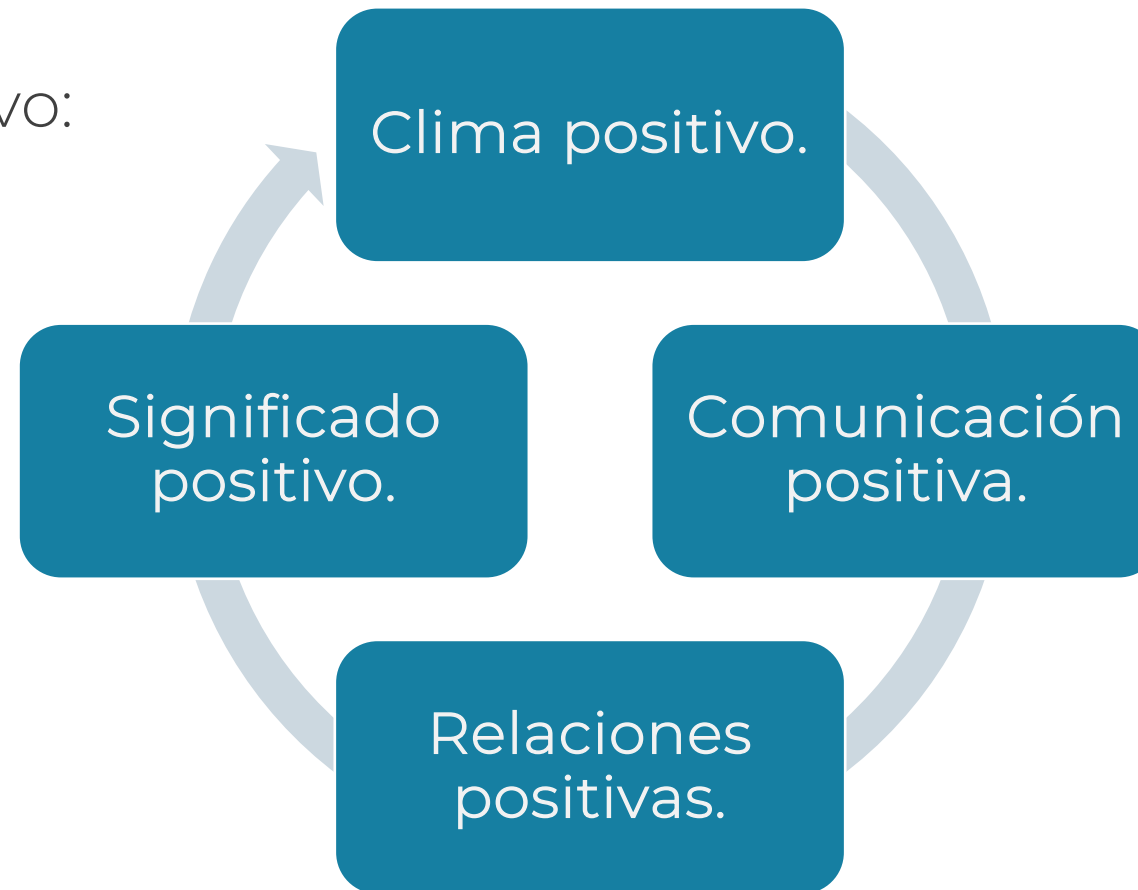 vo:
Clima positivo.
Comunicación
positiva.
Relaciones
positivas.
Significado
positivo.